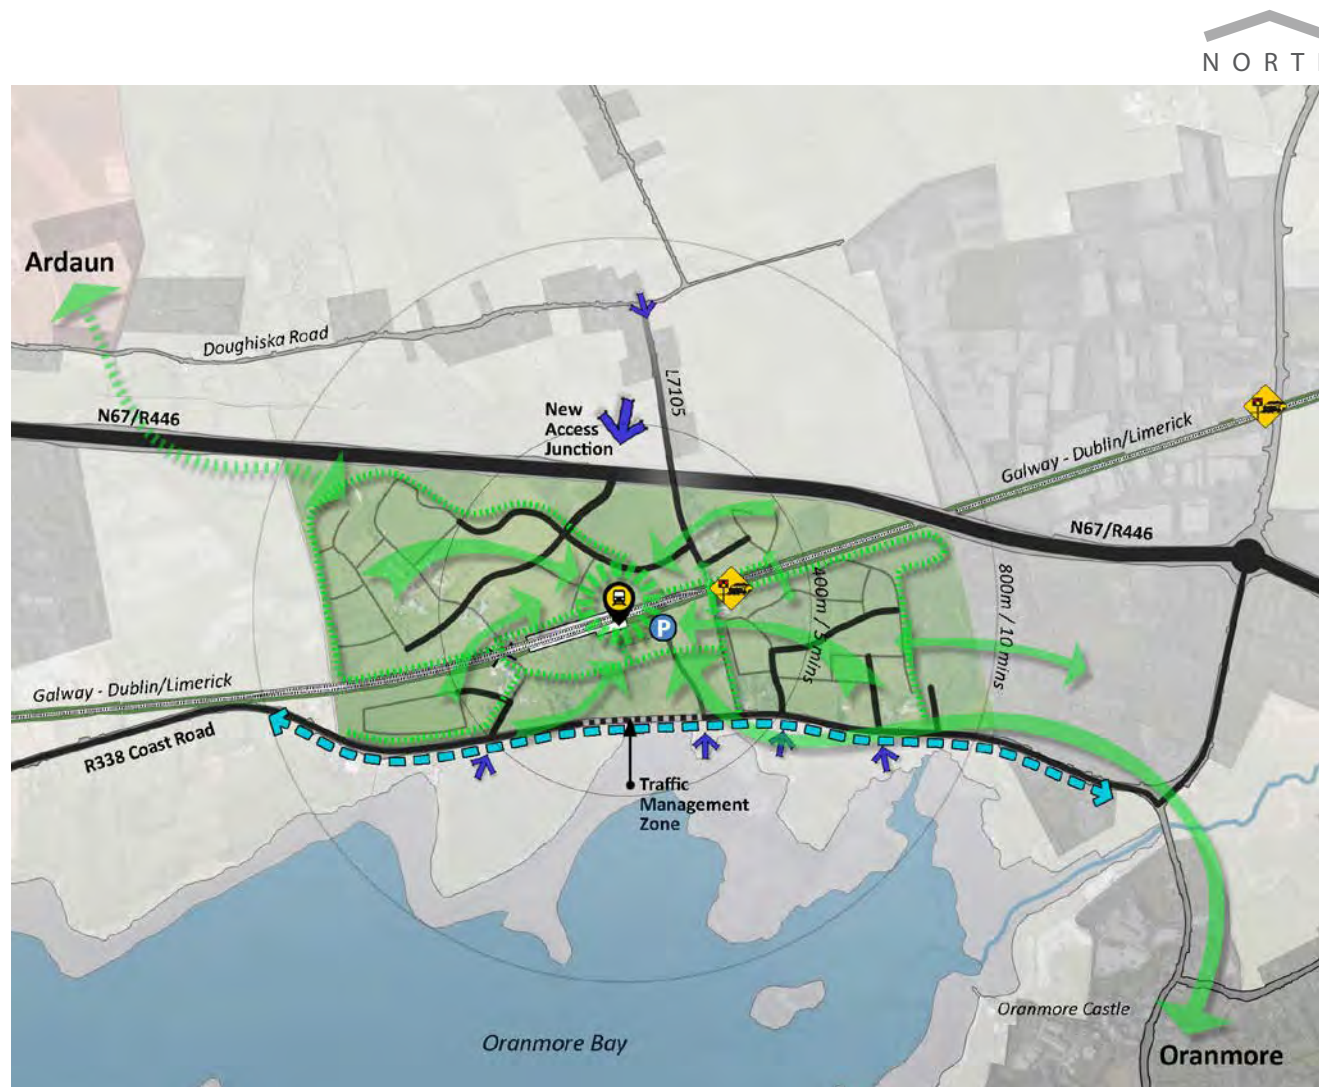 NORT
Ardaun
Doughiska Road
N67/R446
New
Access
Junction
L7105
Galway - Dublin/Limerick
N67/R446
400m / 5 mins
800m / 10 mins
P
Galway - Dublin/Limerick
R338 Coast Road
Traffic
Management
Zone
Oranmore Castle
Oranmore Bay
Oranmore